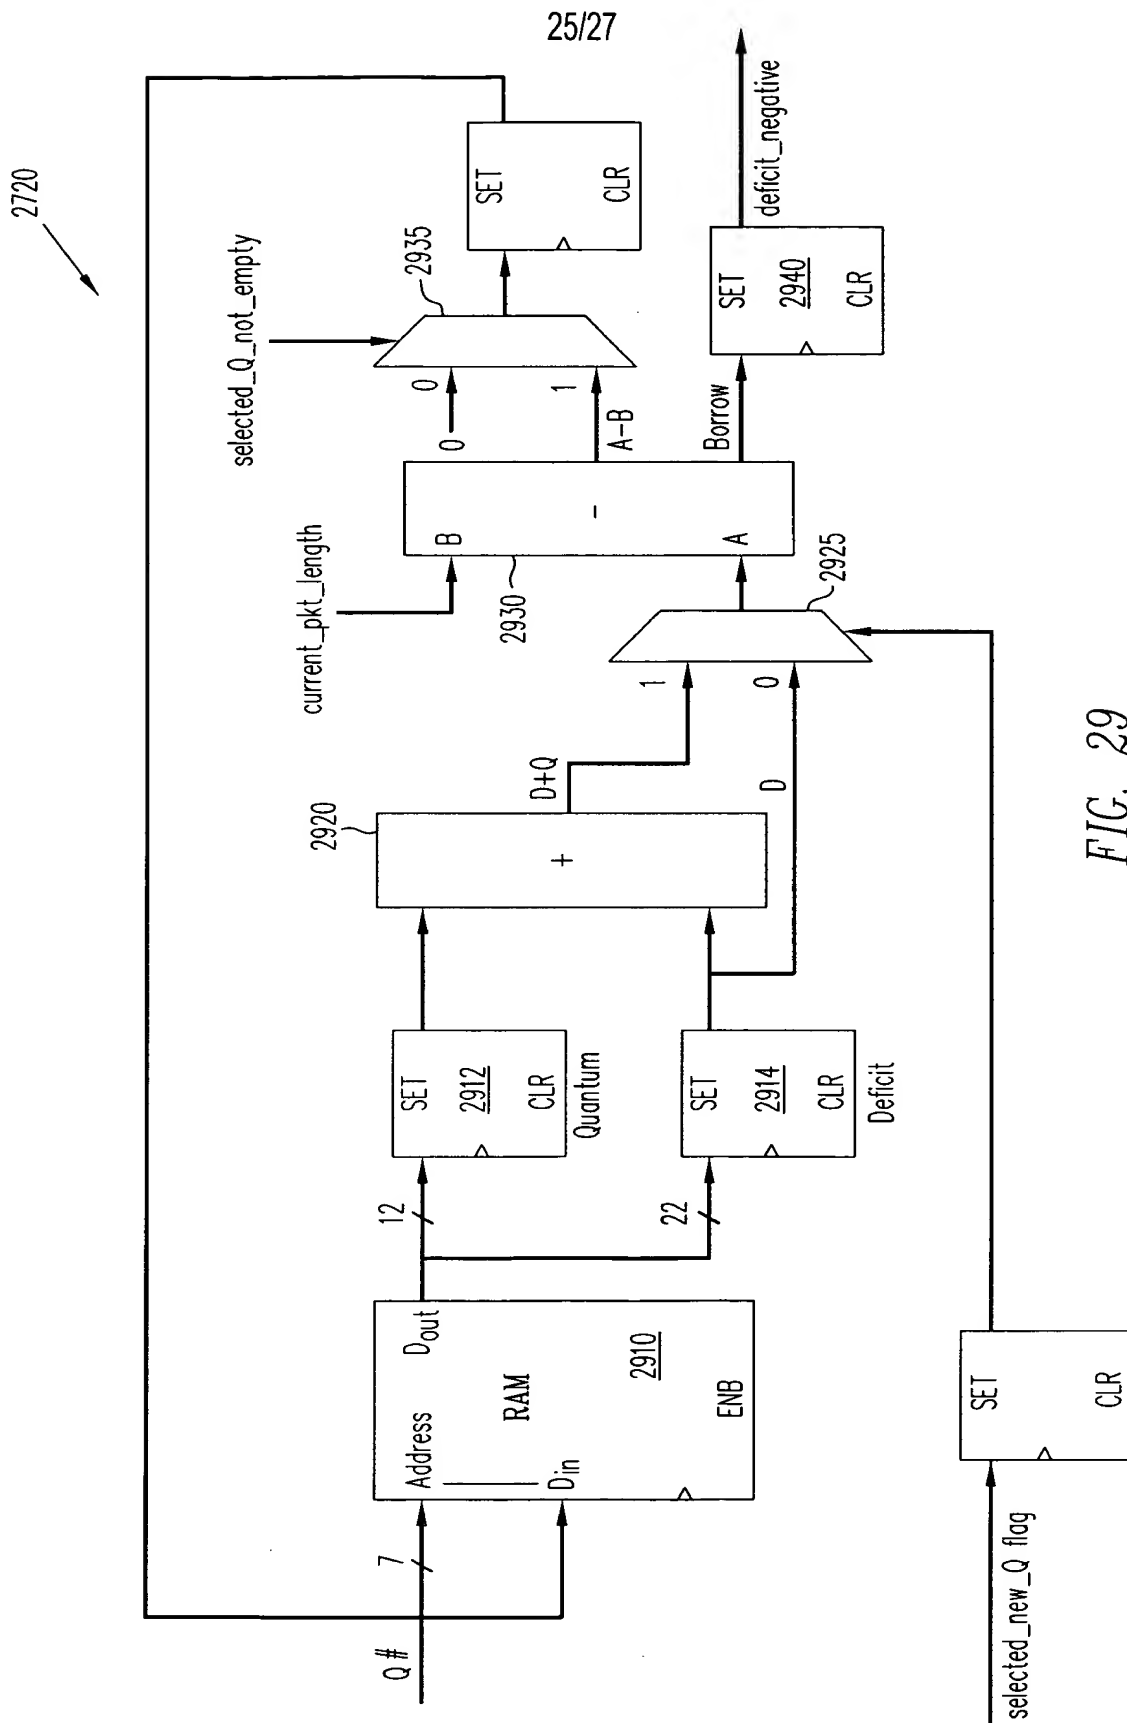 25/27
2720
selected_Q_not_empty
current_pkt_length
2935
0
0
1
SET
CLR
B
-
A
A-B
Borrow
2930
SET
2940
CLR
deficit_negative
2925
1
0
2920
+
D+Q
D
SET
2912
CLR
Quantum
SET
2914
CLR
Deficit
12
22
Q#
7
Address
Dout
RAM
Din
2910
ENB
selected_new_Q flag
SET
CLR
FIG. 29